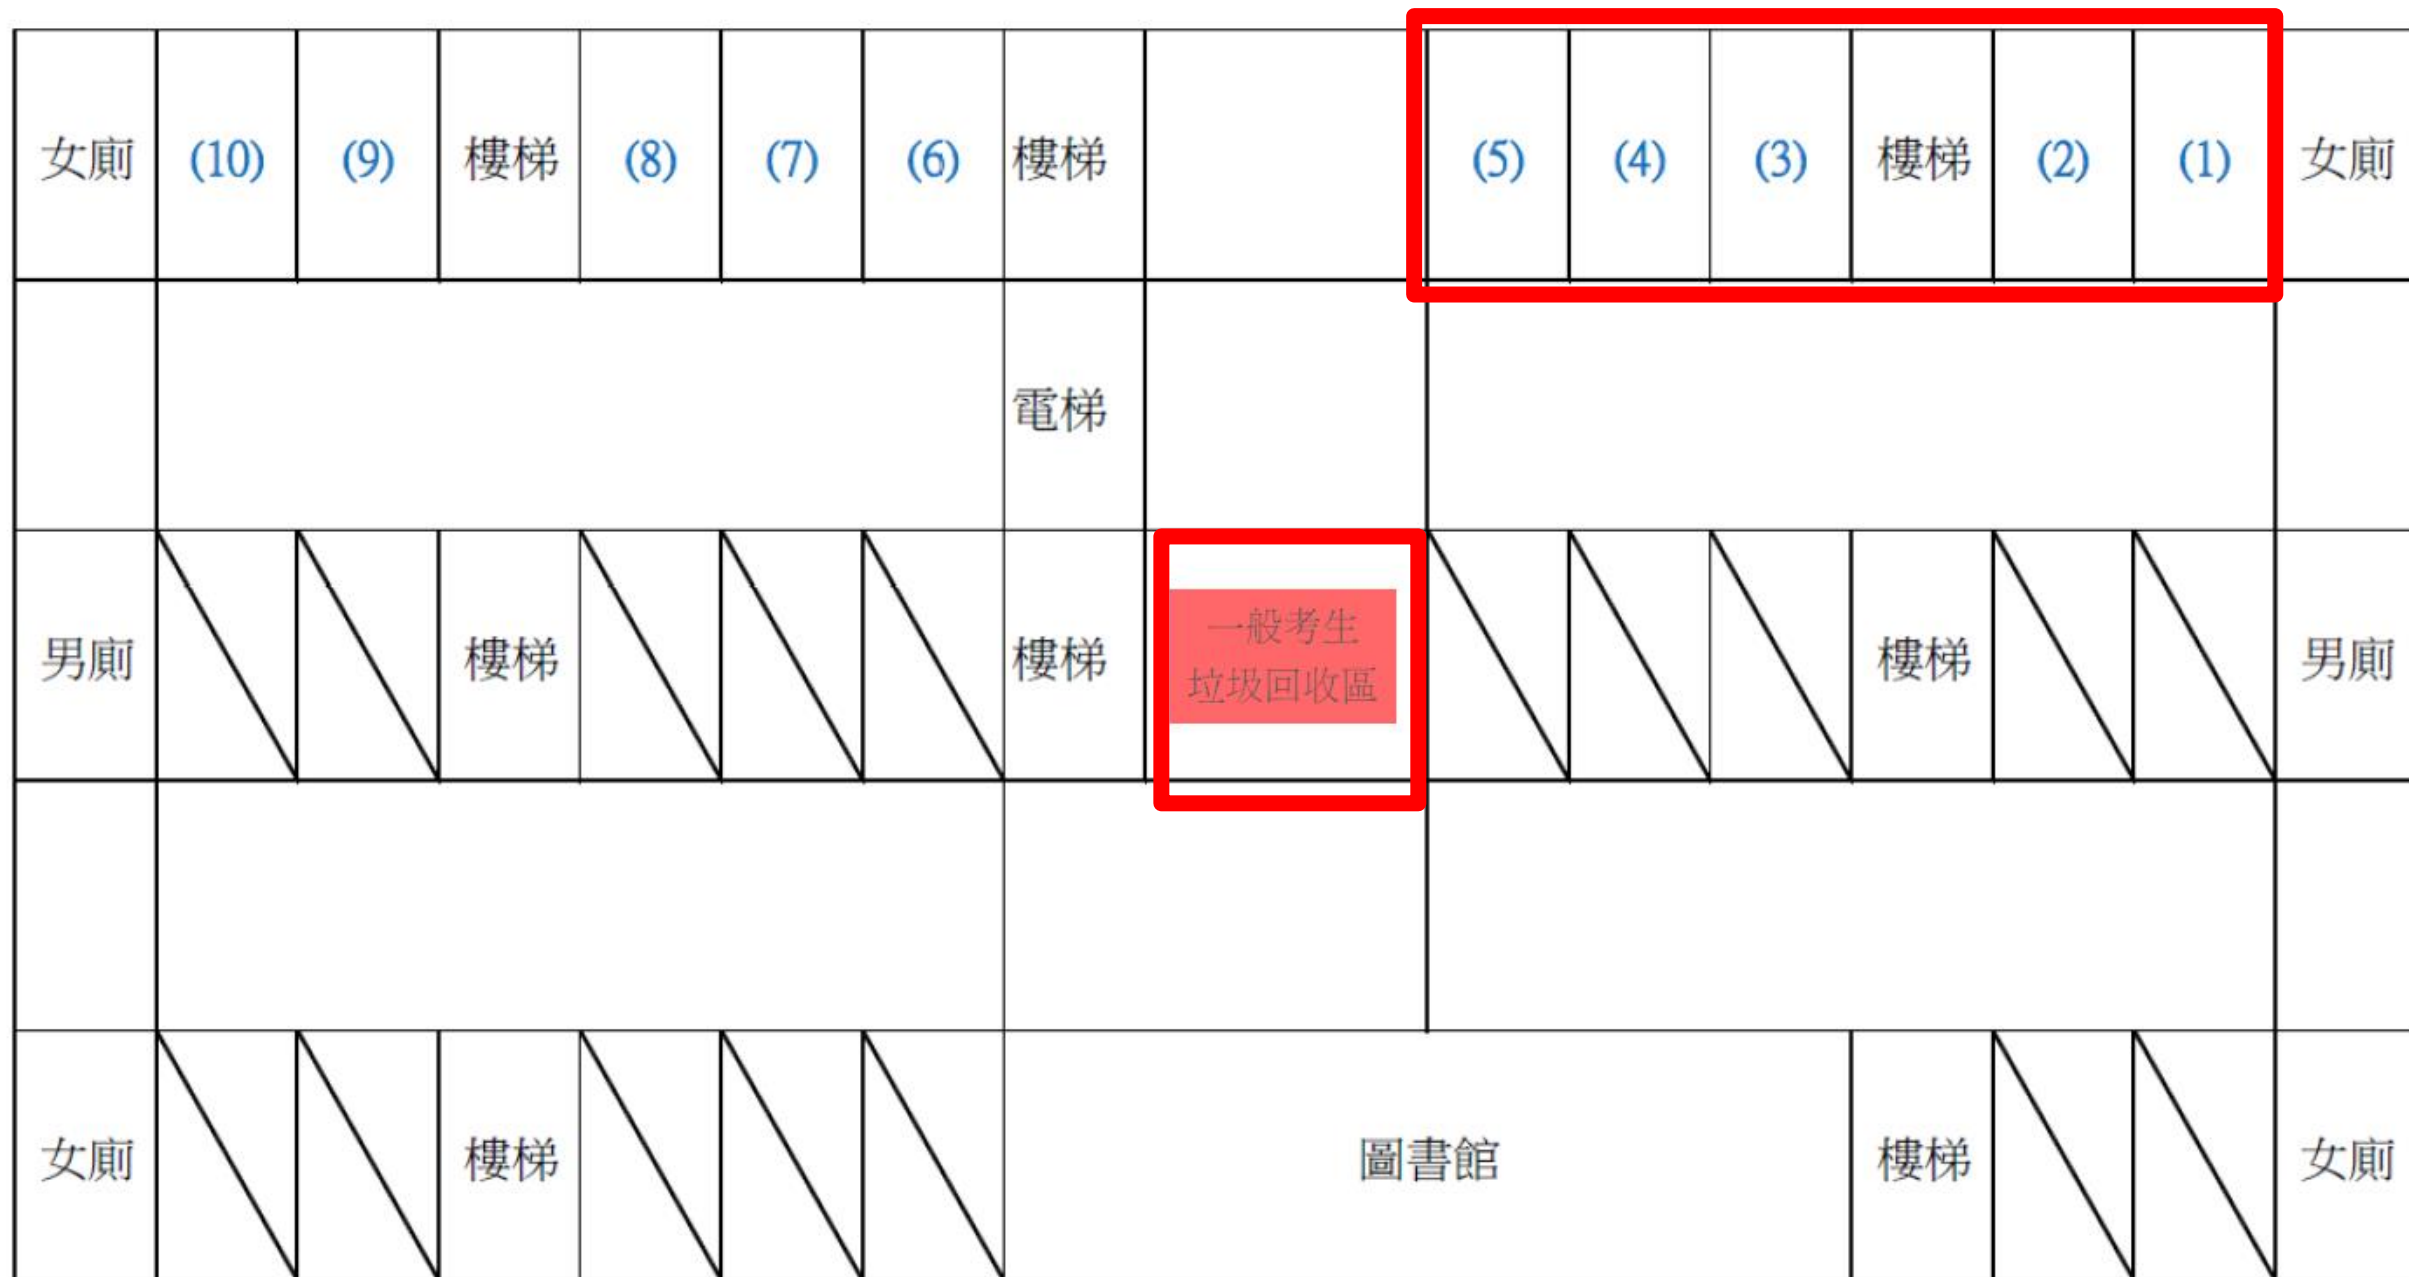 女廁 (10) (9) 樓梯 (8) (7) (6) 樓梯 (5) (4) (3) 樓梯 (2) (1) 女廁
電梯
男廁 樓梯 樓梯 一般考生 樓梯 男廁
垃圾回收區
女廁 樓梯 圖書館 樓梯 女廁